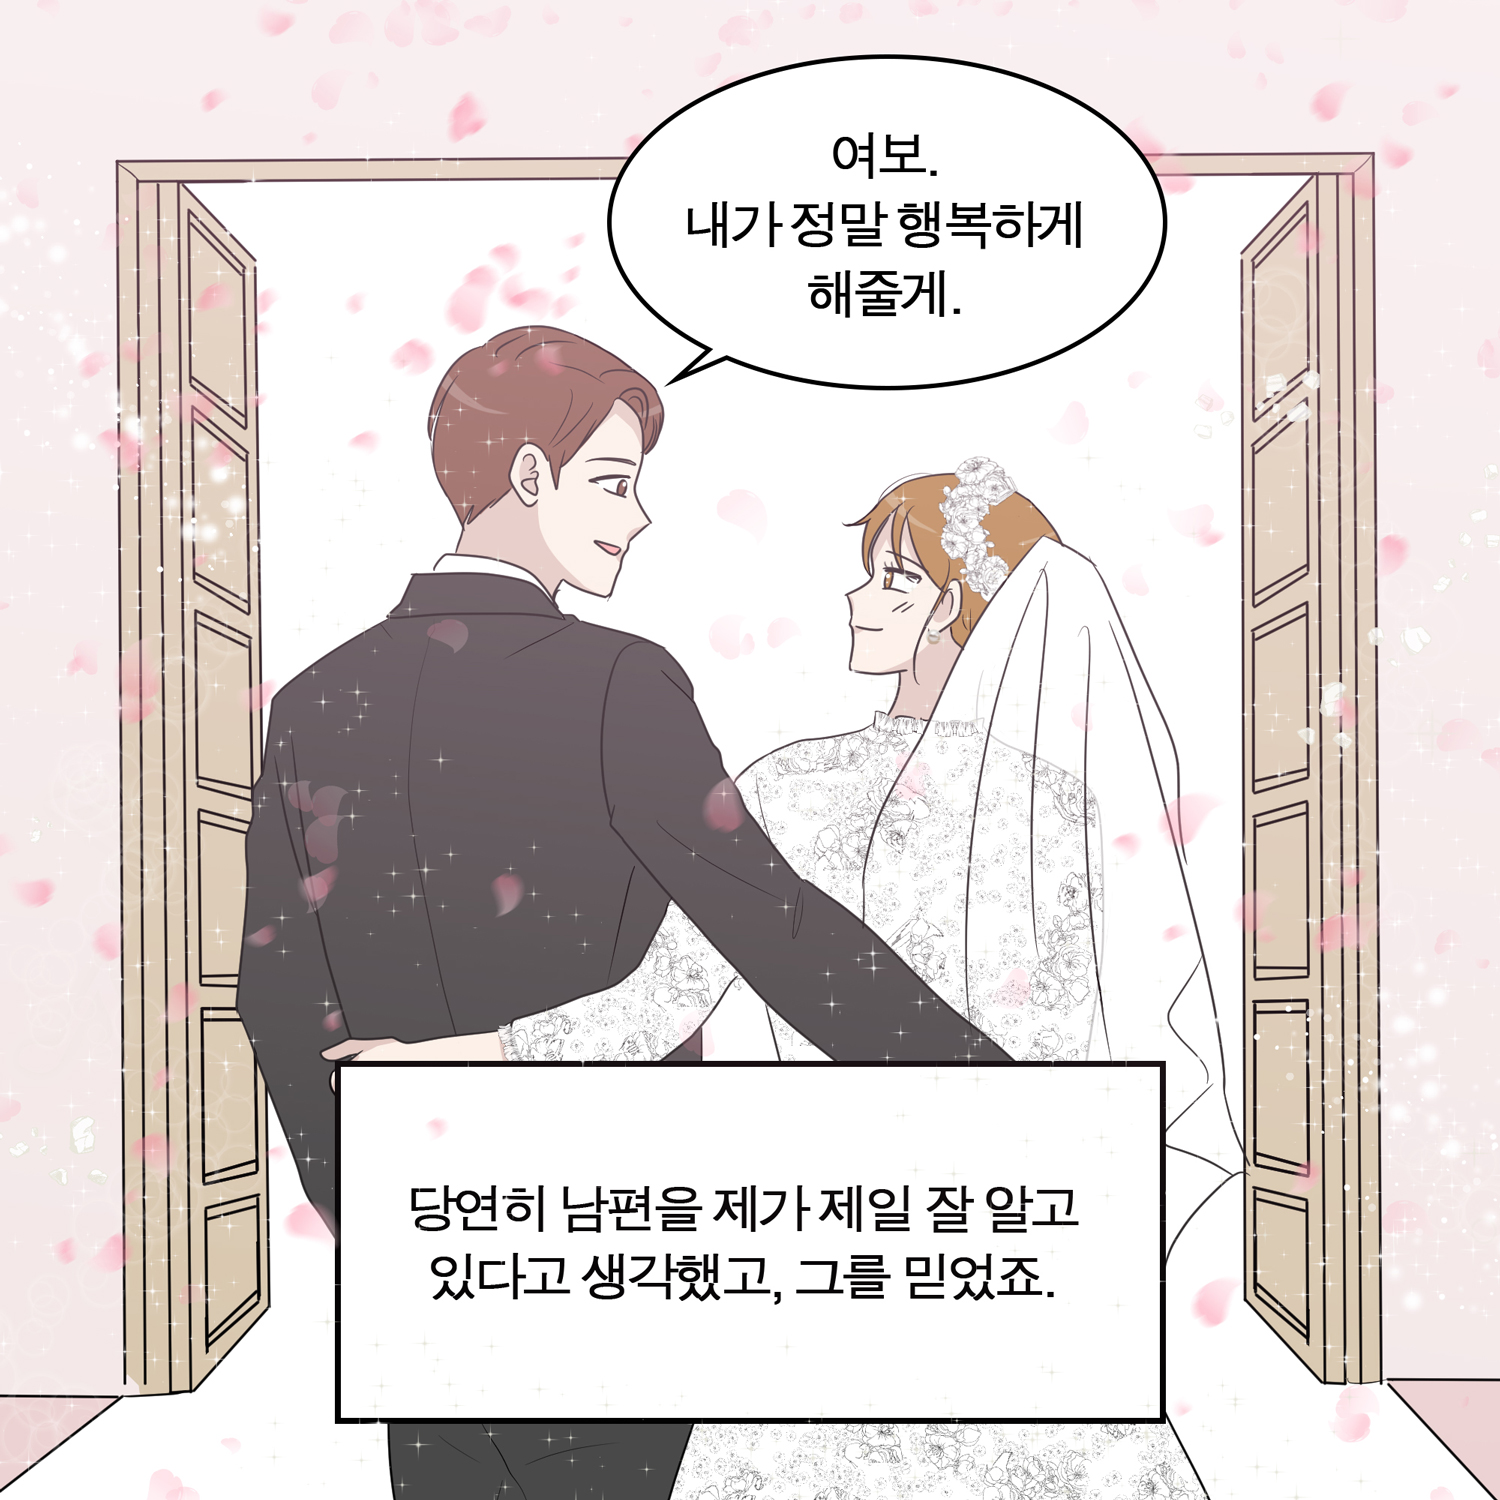 여보.
내가 정말 행복하게
해줄게.
당연히 남편을 제가 제일 잘 알고
있다고 생각했고, 그를 믿었죠.